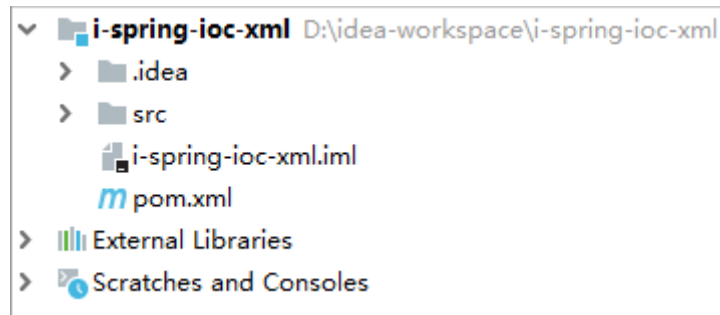 i-spring-ioc-xml D:\idea-workspace\i-spring-ioc-xml
.idea
src
i-spring-ioc-xml.iml
pom.xml
External Libraries
Scratches and Consoles